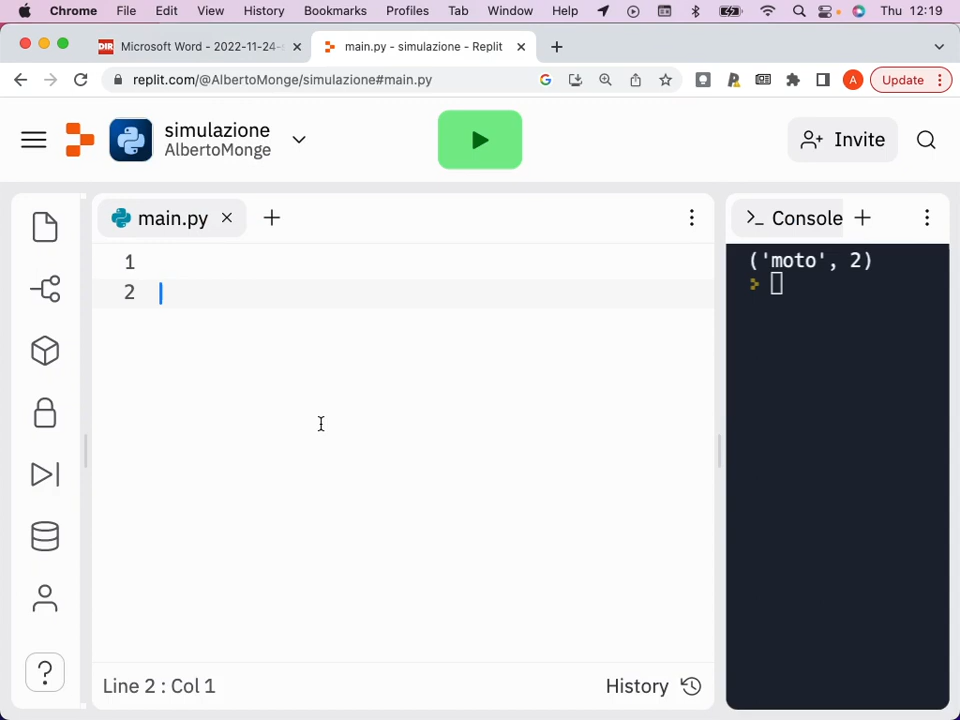 Chrome File Edit View History Bookmarks Profiles Tab Window Help Thu 12:19
DIR Microsoft Word - 2022-11-24- main.py - simulazione - Replit
replit.com/@AlbertoMonge/simulazione#main.py A Update
simulazione
AlbertoMonge
Invite
main.py
>_ Console
1
2
('moto', 2)
?
Line 2 : Col 1
History